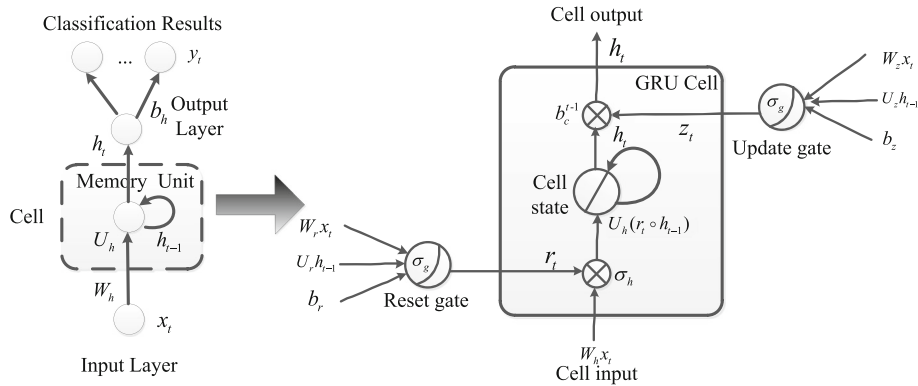 Classification Results
... y_t
b_h Output
Layer
h_t
Memory Unit
Cell
U_h h_{t-1}
W_h
x_t
Input Layer
Cell output
h_t
GRU Cell
b_c^{t-1}
h_t
z_t
σ_g
W_z x_t
U_z h_{t-1}
b_z
Update gate
Cell
state
U_h (r_t ∘ h_{t-1})
W_r x_t
U_r h_{t-1}
b_r
σ_g
Reset gate
r_t
σ_h
W_h x_t
Cell input